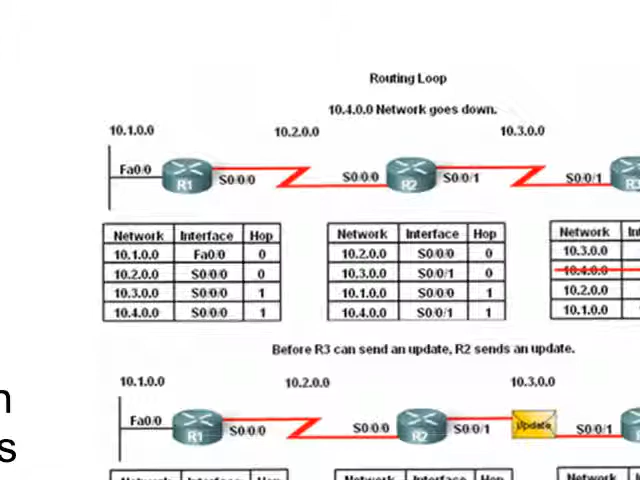 Routing Loop
10.4.0.0 Network goes down.
10.1.0.0 10.2.0.0 10.3.0.0
Fa0/0 R1 S0/0/0 S0/0/0 R2 S0/0/1 S0/0/1 R3
Network Interface Hop Network Interface Hop Network
10.1.0.0 Fa0/0 0 10.2.0.0 S0/0/0 0 10.3.0.0
10.2.0.0 S0/0/0 0 10.3.0.0 S0/0/1 0 10.4.0.0
10.3.0.0 S0/0/0 1 10.1.0.0 S0/0/0 1 10.2.0.0
10.4.0.0 S0/0/0 1 10.4.0.0 S0/0/1 1 10.1.0.0
Before R3 can send an update, R2 sends an update.
10.1.0.0 10.2.0.0 10.3.0.0
Fa0/0 R1 S0/0/0 S0/0/0 R2 S0/0/1 Update S0/0/1
Network Interface Hop Network Interface Hop Network